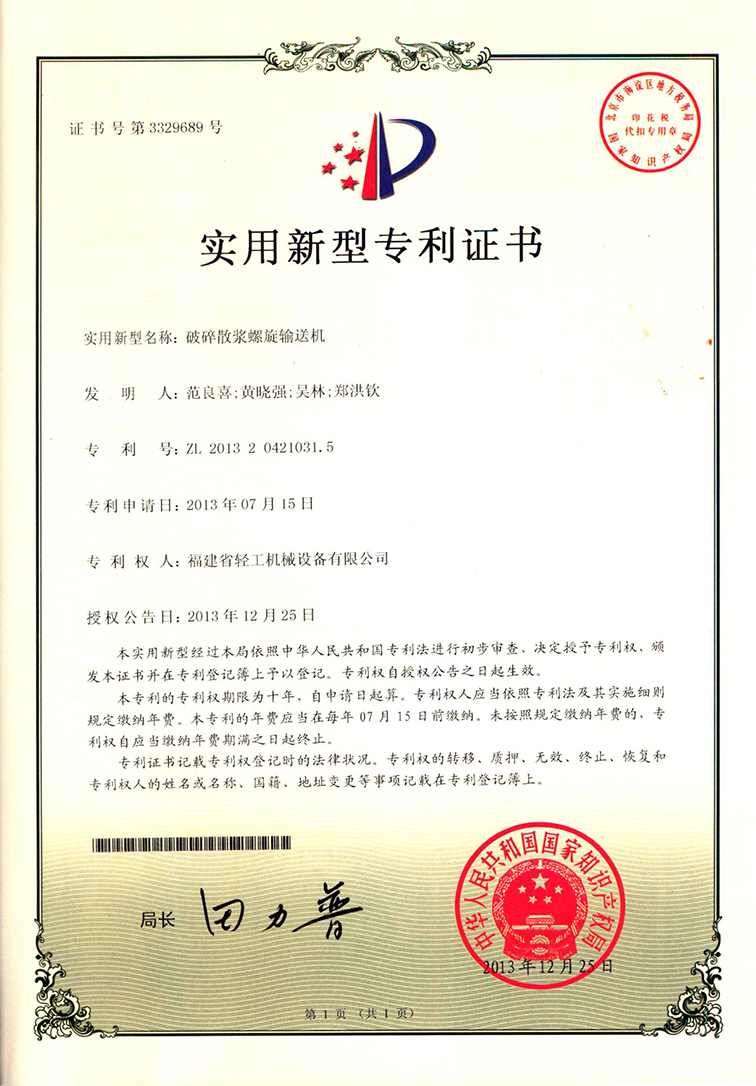 证书号第3329689号
北京市海淀区地方税务局
印花税
代扣专用章
国家知识产权局
实用新型专利证书
实用新型名称：破碎散浆螺旋输送机
发明人：范良喜;黄晓强;吴林;郑洪钦
专利号：ZL 2013 2 0421031.5
专利申请日：2013年07月15日
专利权人：福建省轻工机械设备有限公司
授权公告日：2013年12月25日
本实用新型经过本局依照中华人民共和国专利法进行初步审查，决定授予专利权，颁
发本证书并在专利登记簿上予以登记。专利权自授权公告之日起生效。
本专利的专利权期限为十年，自申请日起算。专利权人应当依照专利法及其实施细则
规定缴纳年费。本专利的年费应当在每年07月15日前缴纳。未按照规定缴纳年费的，专
利权自应当缴纳年费期满之日起终止。
专利证书记载专利权登记时的法律状况。专利权的转移、质押、无效、终止、恢复和
专利权人的姓名或名称、国籍、地址变更等事项记载在专利登记簿上。
局长 田力普
中华人民共和国国家知识产权局
2013年12月25日
第1页（共1页）